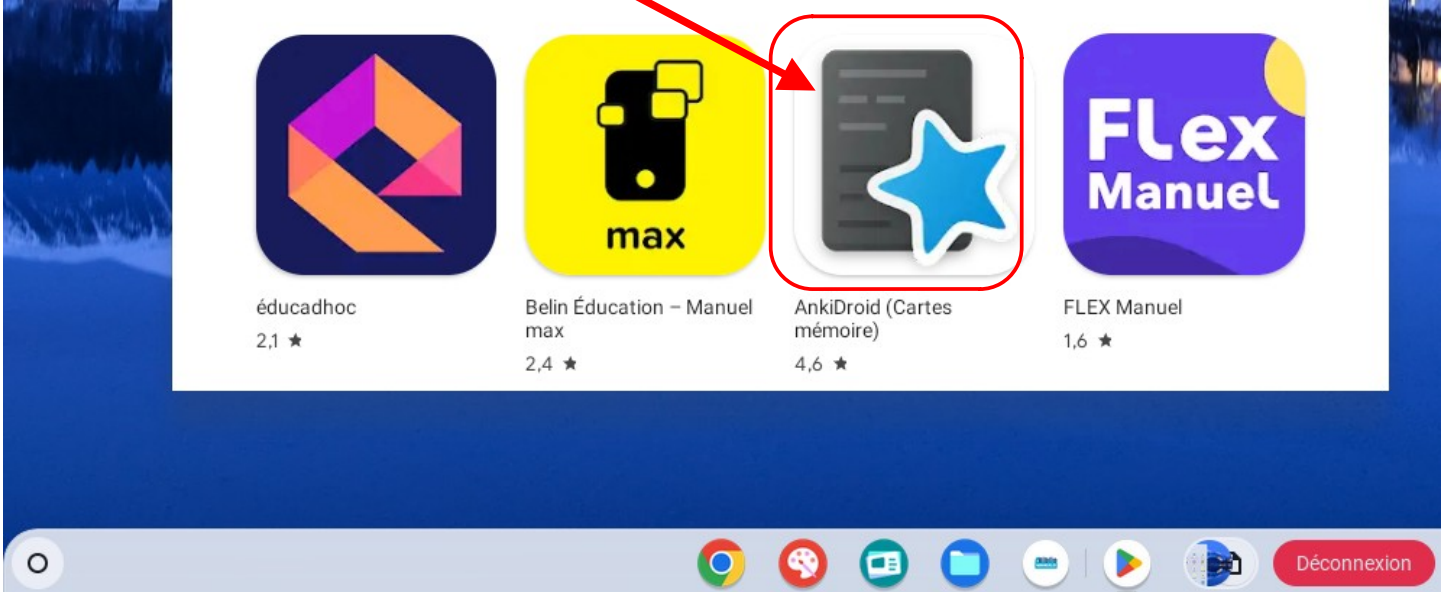 max
FLex
Manuel
éducadhoc
2,1 ★
Belin Éducation – Manuel
max
2,4 ★
AnkiDroid (Cartes
mémoire)
4,6 ★
FLEX Manuel
1,6 ★
Déconnexion